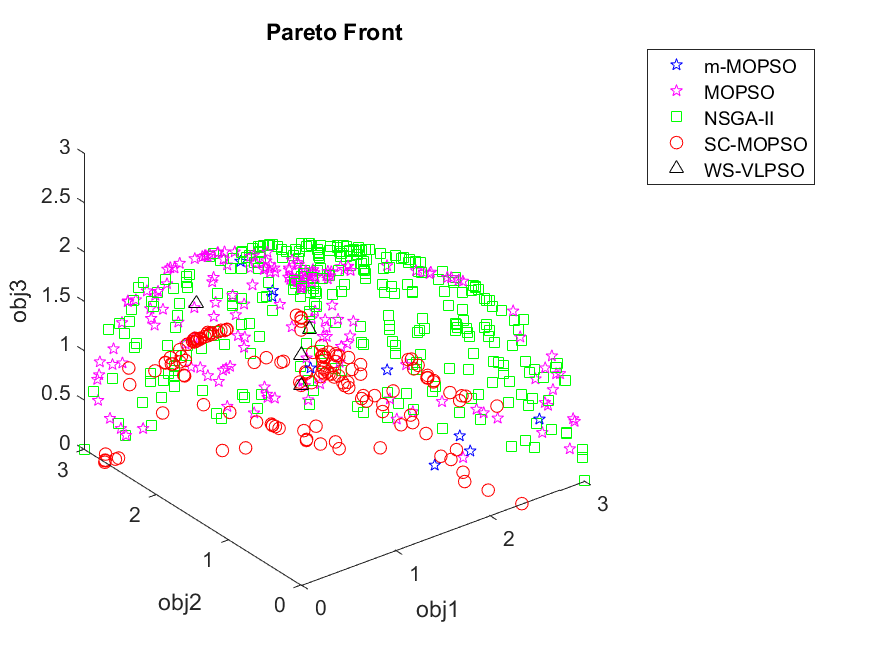 Pareto Front
m-MOPSO
MOPSO
NSGA-II
SC-MOPSO
WS-VLPSO
3
2.5
2
1.5
1
0.5
0
obj3
3
2
1
0
obj2
0
1
2
3
obj1